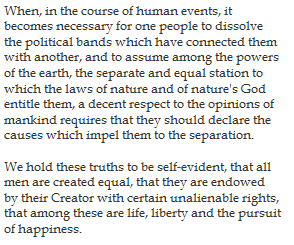 When, in the course of human events, it
becomes necessary for one people to dissolve
the political bands which have connected them
with another, and to assume among the powers
of the earth, the separate and equal station to
which the laws of nature and of nature's God
entitle them, a decent respect to the opinions of
mankind requires that they should declare the
causes which impel them to the separation.

We hold these truths to be self-evident, that all
men are created equal, that they are endowed
by their Creator with certain unalienable rights,
that among these are life, liberty and the pursuit
of happiness.